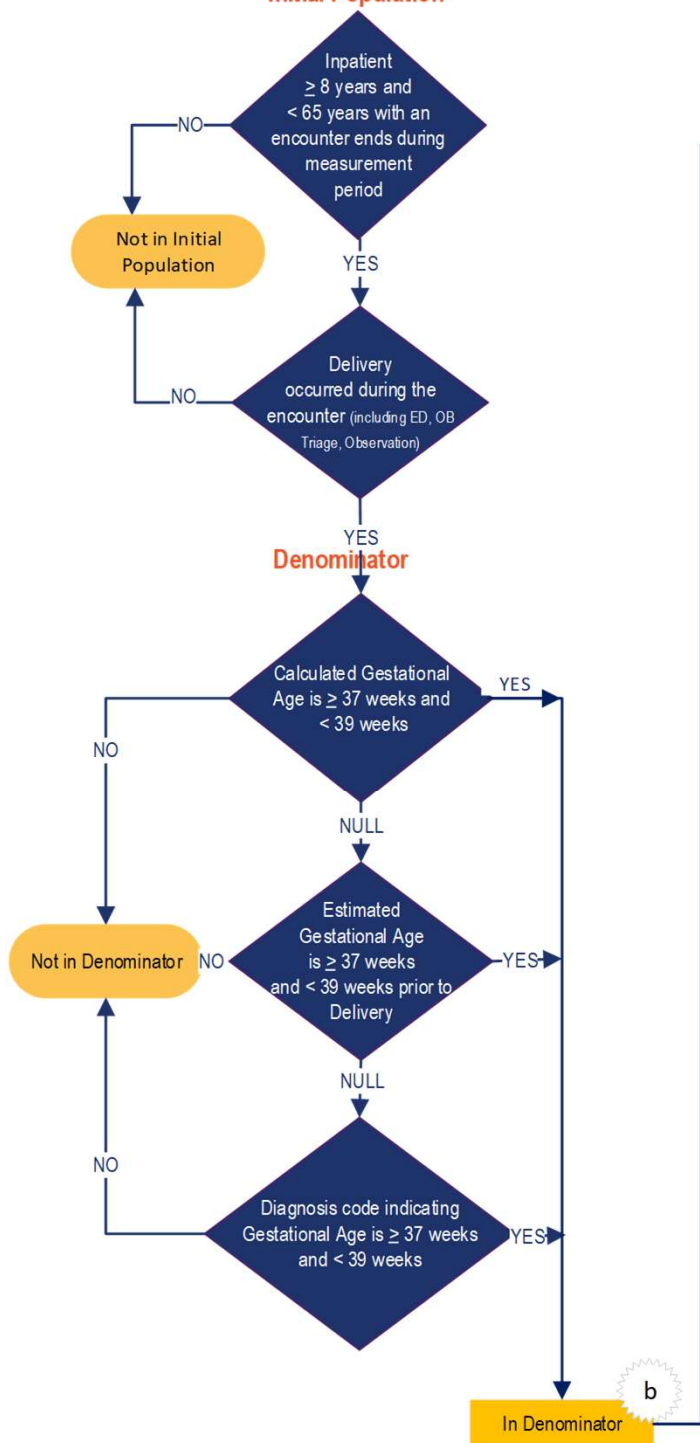 Initial Population
Inpatient
≥ 8 years and
< 65 years with an
encounter ends during
measurement
period
NO
Not in Initial
Population
YES
Delivery
occurred during the
encounter (including ED, OB
Triage, Observation)
NO
YES
Denominator
Calculated Gestational
Age is ≥ 37 weeks and
< 39 weeks
YES
NO
NULL
Estimated
Gestational Age
is ≥ 37 weeks
and < 39 weeks prior to
Delivery
Not in Denominator
NO
YES
NULL
NO
Diagnosis code indicating
Gestational Age is ≥ 37 weeks
and < 39 weeks
YES
b
In Denominator